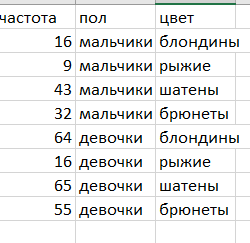 частота пол цвет
16 мальчики блондины
9 мальчики рыжие
43 мальчики шатены
32 мальчики брюнеты
64 девочки блондины
16 девочки рыжие
65 девочки шатены
55 девочки брюнеты